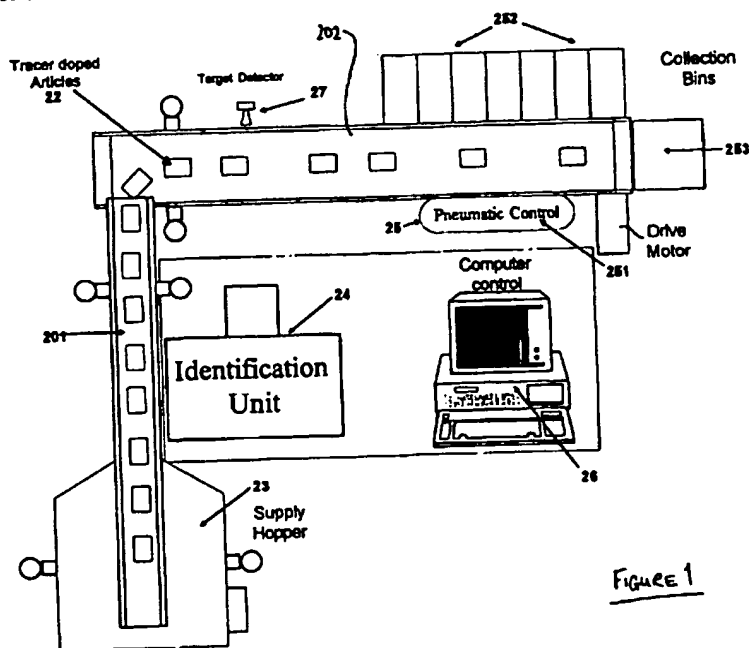 202
252
Tracer doped
Articles
22
Target Detector
27
Collection
Bins
253
25
Pneumatic Control
251
Drive
Motor
Computer
control
24
201
Identification
Unit
26
23
Supply
Hopper
FIGURE 1